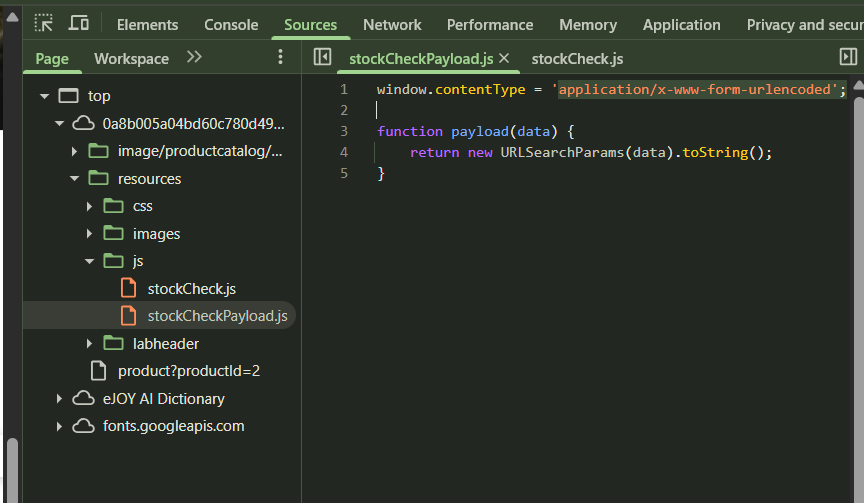 Elements Console Sources Network Performance Memory Application Privacy and secur
Page Workspace
stockCheckPayload.js stockCheck.js
top
0a8b005a04bd60c780d49...
image/productcatalog/...
resources
css
images
js
stockCheck.js
stockCheckPayload.js
labheader
product?productId=2
eJOY AI Dictionary
fonts.googleapis.com
1 window.contentType = 'application/x-www-form-urlencoded';
2
3 function payload(data) {
4 return new URLSearchParams(data).toString();
5 }